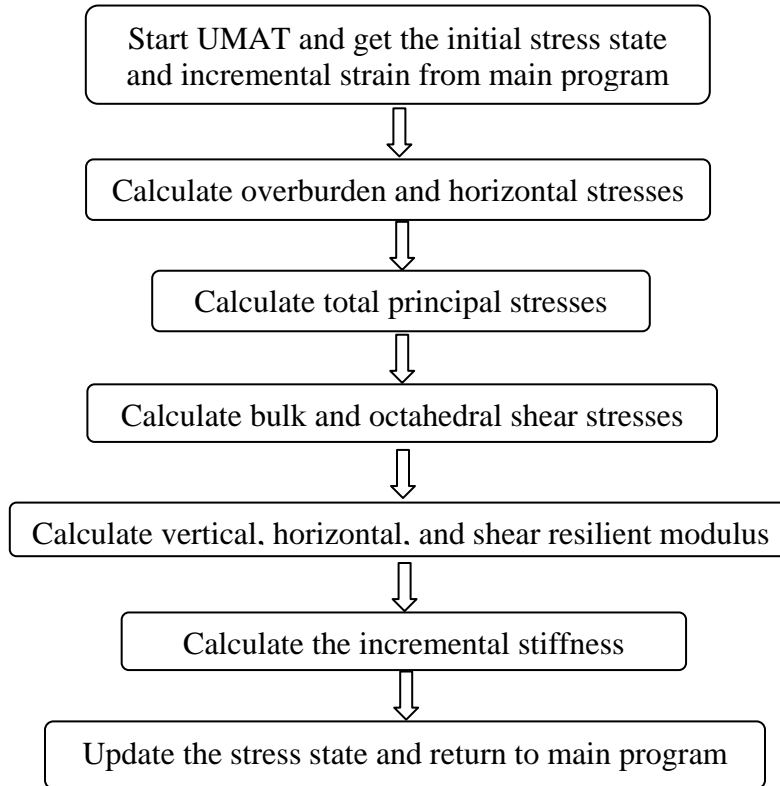 Start UMAT and get the initial stress state
and incremental strain from main program
Calculate overburden and horizontal stresses
Calculate total principal stresses
Calculate bulk and octahedral shear stresses
Calculate vertical, horizontal, and shear resilient modulus
Calculate the incremental stiffness
Update the stress state and return to main program